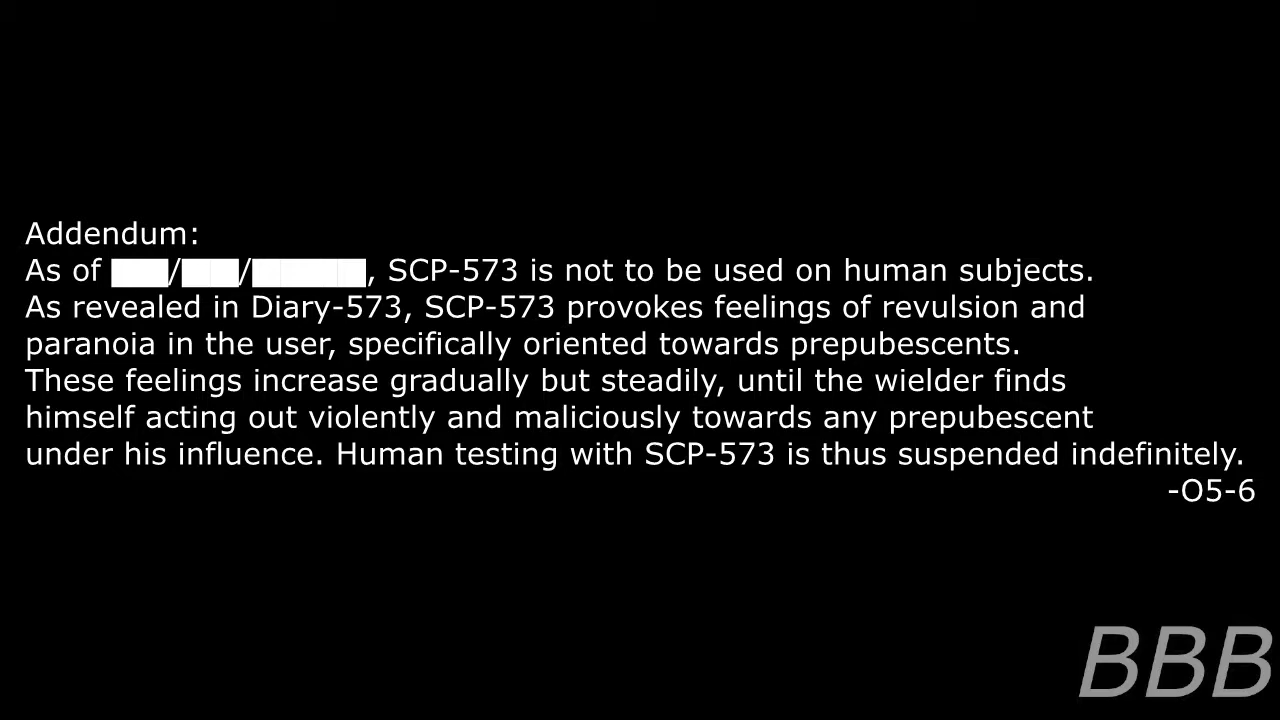 Addendum:
As of ██/██/████, SCP-573 is not to be used on human subjects.
As revealed in Diary-573, SCP-573 provokes feelings of revulsion and
paranoia in the user, specifically oriented towards prepubescents.
These feelings increase gradually but steadily, until the wielder finds
himself acting out violently and maliciously towards any prepubescent
under his influence. Human testing with SCP-573 is thus suspended indefinitely.
-O5-6
BBB